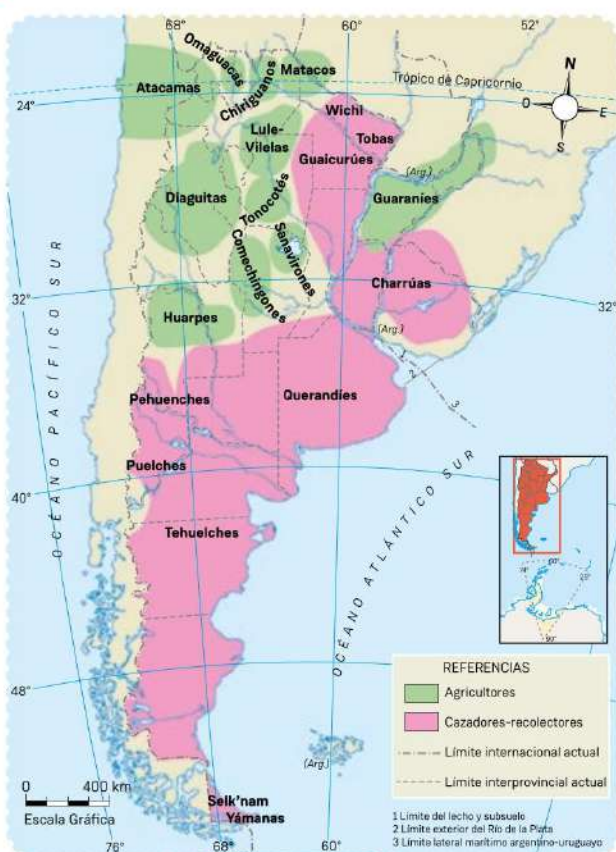 68°
60°
52°
Omaguacas
Matacos
Atacamas
Chiriguanos
Trópico de Capricornio
N
O
E
S
24°
WichI
Lule-
Vilelas
Tobas
Guaicurúes
(Arg.)
Diaguitas
Tonocotés
Guaraníes
Sanavirones
Comechingones
Charrúas
32°
32°
Huarpes
(Arg.)
1
2
3
Pehuenches
Querandíes
Puelches
40°
Tehuelches
OCÉANO PACÍFICO SUR
OCÉANO ATLÁNTICO SUR
48°
(Arg.)
0
400 km
Escala Gráfica
Selk'nam
Yámanas
76°
68°
60°
REFERENCIAS
Agricultores
Cazadores-recolectores
Límite internacional actual
Límite interprovincial actual
1 Límite del lecho y subsuelo
2 Límite exterior del Río de la Plata
3 Límite lateral marítimo argentino-uruguayo